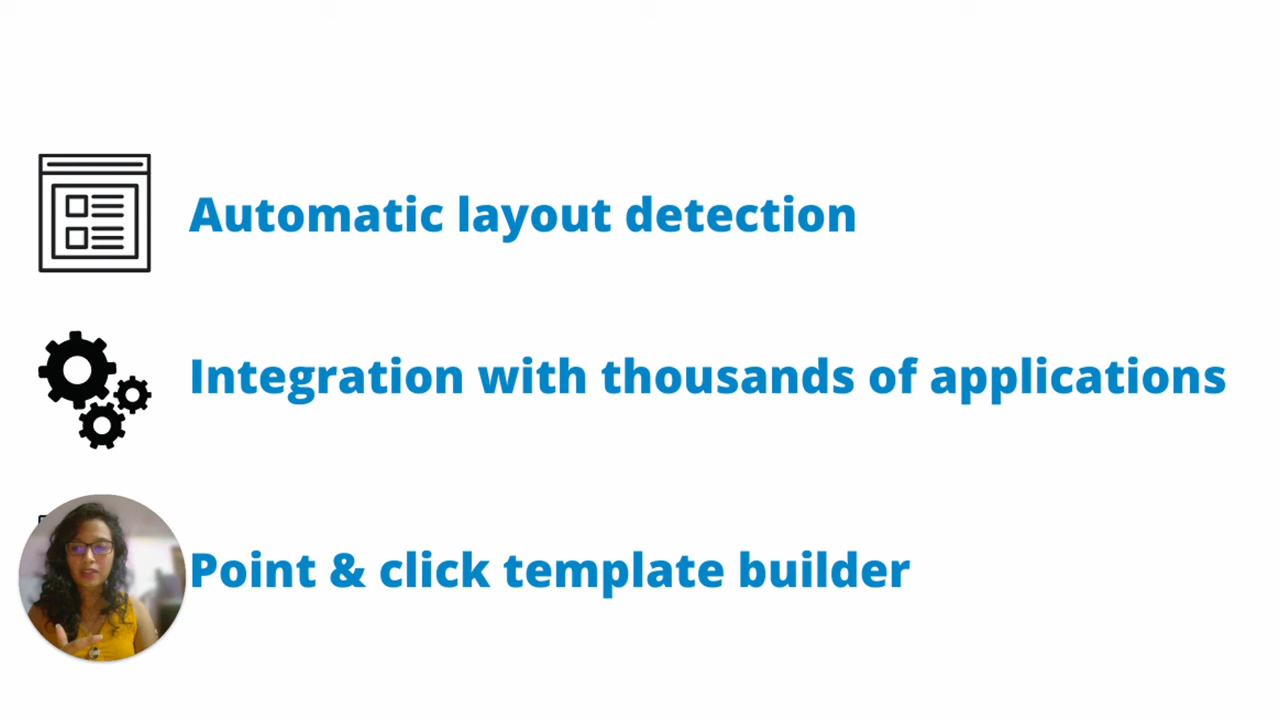 Automatic layout detection
Integration with thousands of applications
Point & click template builder